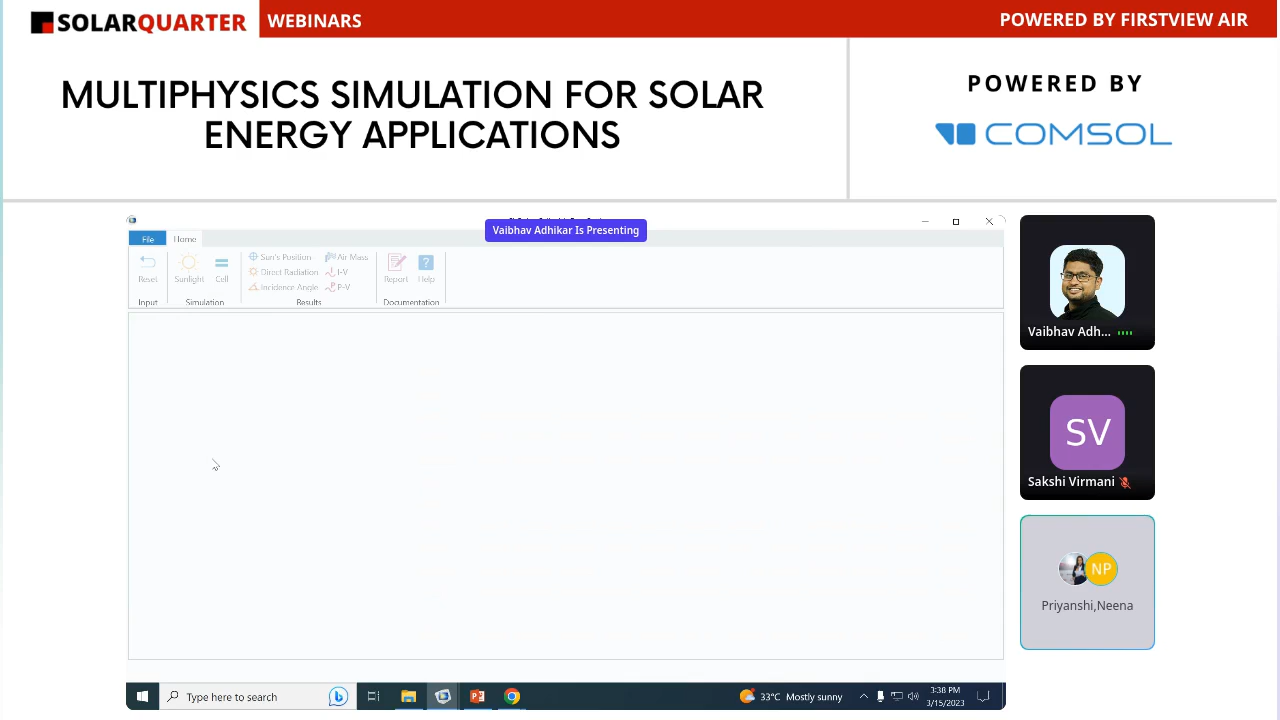 SOLARQUARTER WEBINARS
POWERED BY FIRSTVIEW AIR
MULTIPHYSICS SIMULATION FOR SOLAR
ENERGY APPLICATIONS
POWERED BY
COMSOL
Vaibhav Adhikar Is Presenting
File Home
Reset
Sunlight
Cell
Sun's Position
Direct Radiation
Incidence Angle
Air Mass
I-V
P-V
Report
Help
Input
Simulation
Results
Documentation
Vaibhav Adh...
SV
Sakshi Virmani
NP
Priyanshi,Neena
Type here to search
33°C Mostly sunny
3:38 PM
3/15/2023